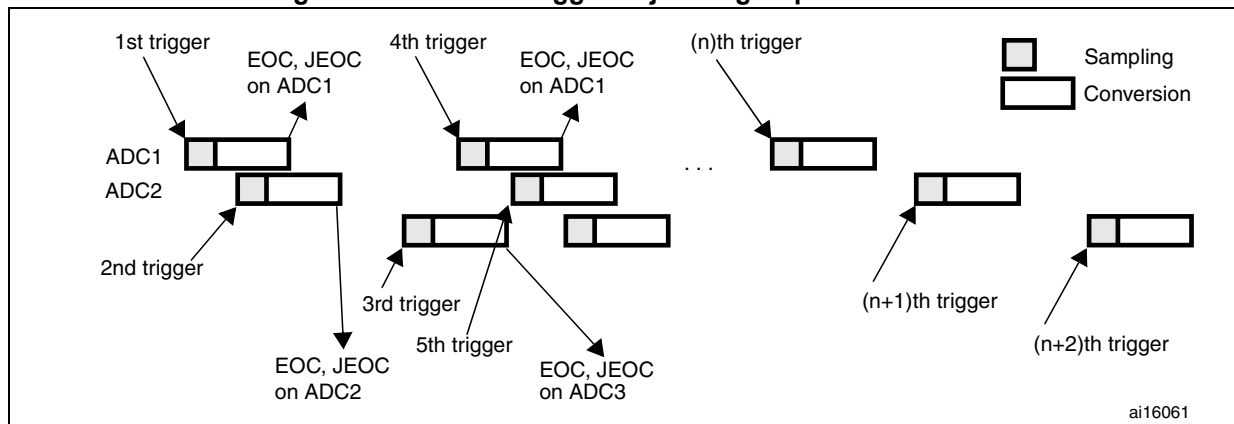 1st trigger
EOC, JEOC
on ADC1
4th trigger
EOC, JEOC
on ADC1
(n)th trigger
Sampling
Conversion
ADC1
ADC2
. . .
2nd trigger
3rd trigger
5th trigger
(n+1)th trigger
(n+2)th trigger
EOC, JEOC
on ADC2
EOC, JEOC
on ADC3
ai16061